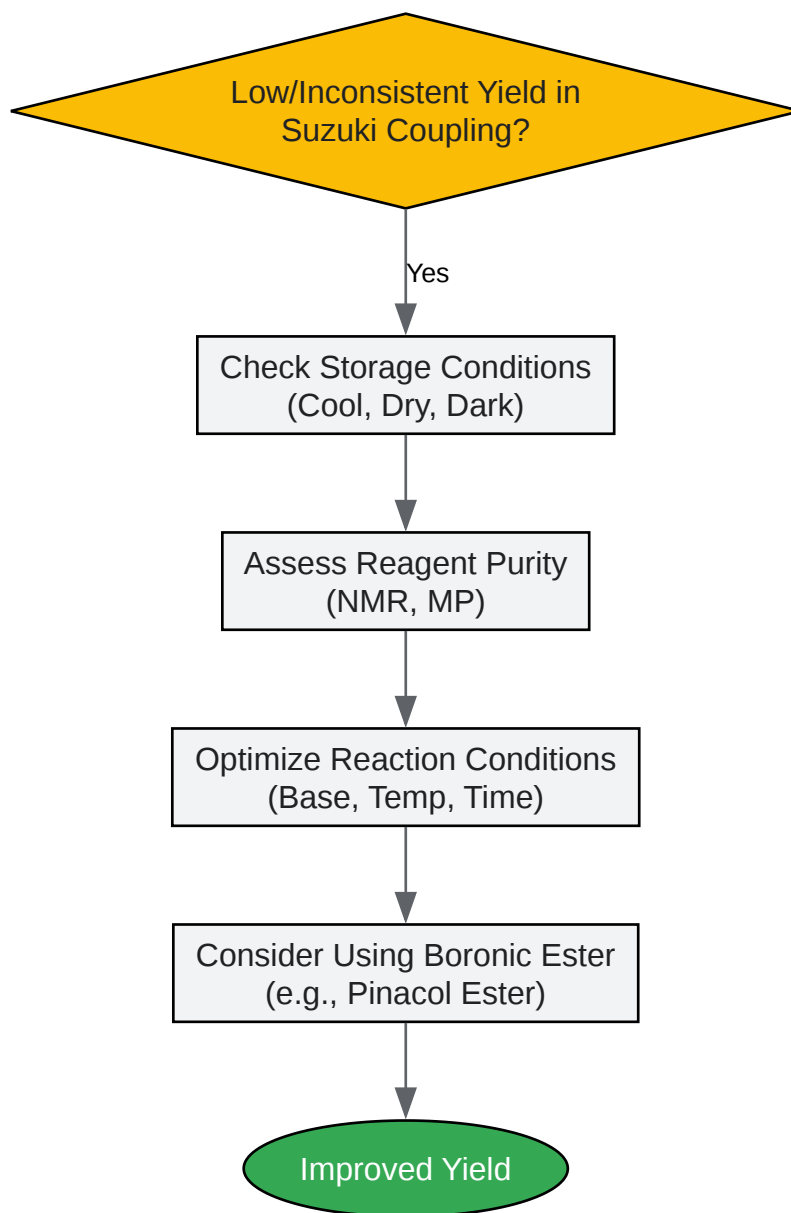 Low/Inconsistent Yield in
Suzuki Coupling?
Yes
Check Storage Conditions
(Cool, Dry, Dark)
Assess Reagent Purity
(NMR, MP)
Optimize Reaction Conditions
(Base, Temp, Time)
Consider Using Boronic Ester
(e.g., Pinacol Ester)
Improved Yield